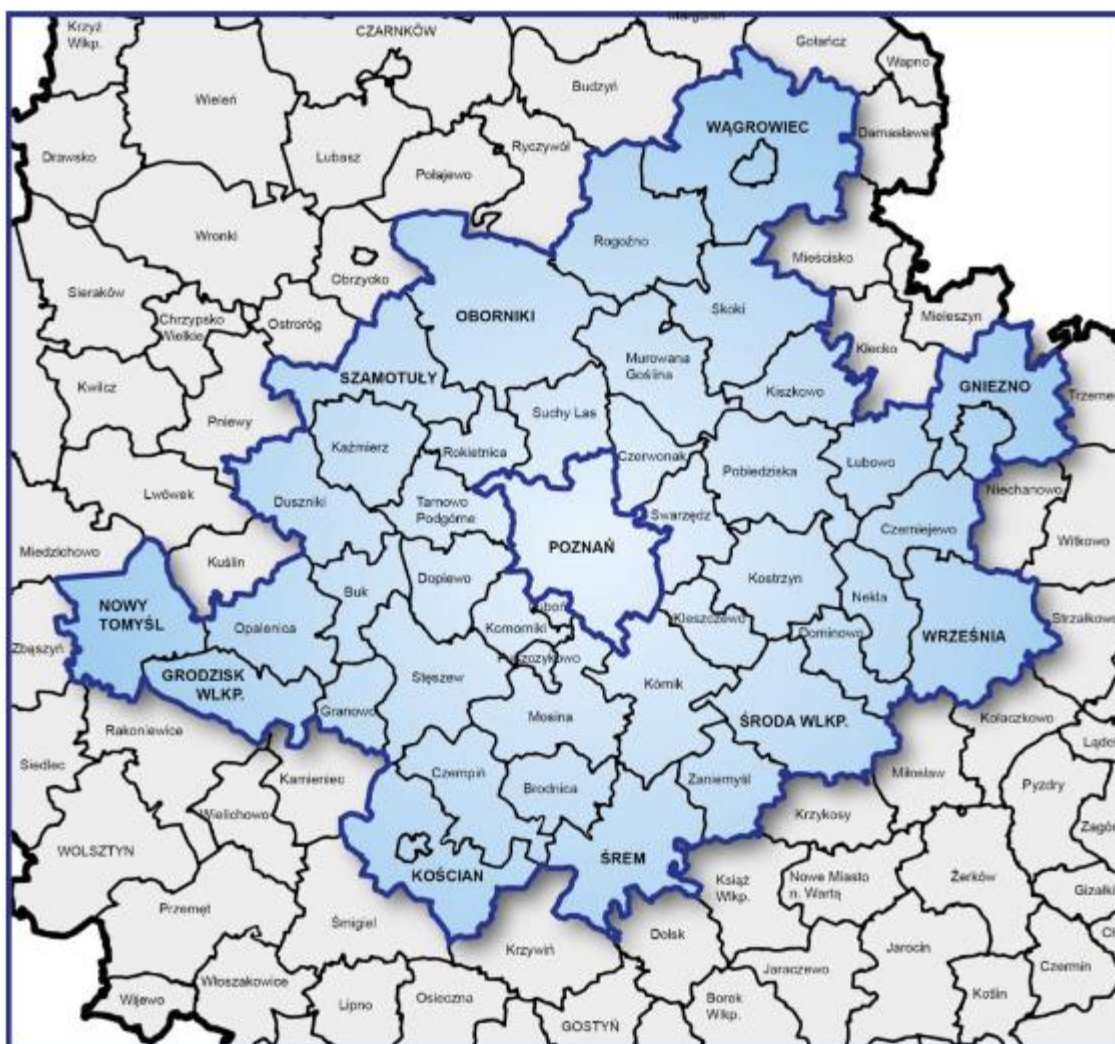 Krzyż
Wlkp.
CZARNKÓW
Margonin
Gołańcz
Wapno
Wieleń
Budzyń
WĄGROWIEC
Damasławek
Drawsko
Lubasz
Połajewo
Ryczywół
Wronki
Rogoźno
Mieścisko
Obrzycko
Sieraków
Chrzypsko
Wielkie
Ostroróg
OBORNIKI
Skoki
Mieleszyn
Kłecko
Murowana
Goślina
Kwilcz
SZAMOTUŁY
Kiszkowo
GNIEZNO
Pniewy
Suchy Las
Kaźmierz
Rokietnica
Czerwonak
Pobiedziska
Łubowo
Lwówek
Duszniki
Tarnowo
Podgórne
Swarzędz
Niechanowo
Czerniejewo
Witkowo
Miedzichowo
Kuślin
POZNAŃ
Buk
Dopiewo
Kostrzyn
Nekla
NOWY
TOMYŚL
Luboń
Kleszczewo
Strzałkowo
Opalenica
Komorniki
Dominowo
WRZEŚNIA
Zbąszyń
Puszczykowo
GRODZISK
WLKP.
Stęszew
Kórnik
Granowo
Mosina
ŚRODA WLKP.
Rakoniewice
Kołaczkowo
Siedlec
Kamieniec
Czempiń
Brodnica
Zaniemyśl
Miłosław
Pyzdry
Wielichowo
Krzykosy
WOLSZTYN
KOŚCIAN
ŚREM
Książ
Wlkp.
Nowe Miasto
n. Wartą
Żerków
Przemęt
Śmigiel
Krzywiń
Dolsk
Jarocin
Włoszakowice
Jaraczewo
Czermin
Wijewo
Lipno
Osieczna
GOSTYŃ
Borek
Wlkp.
Kotlin